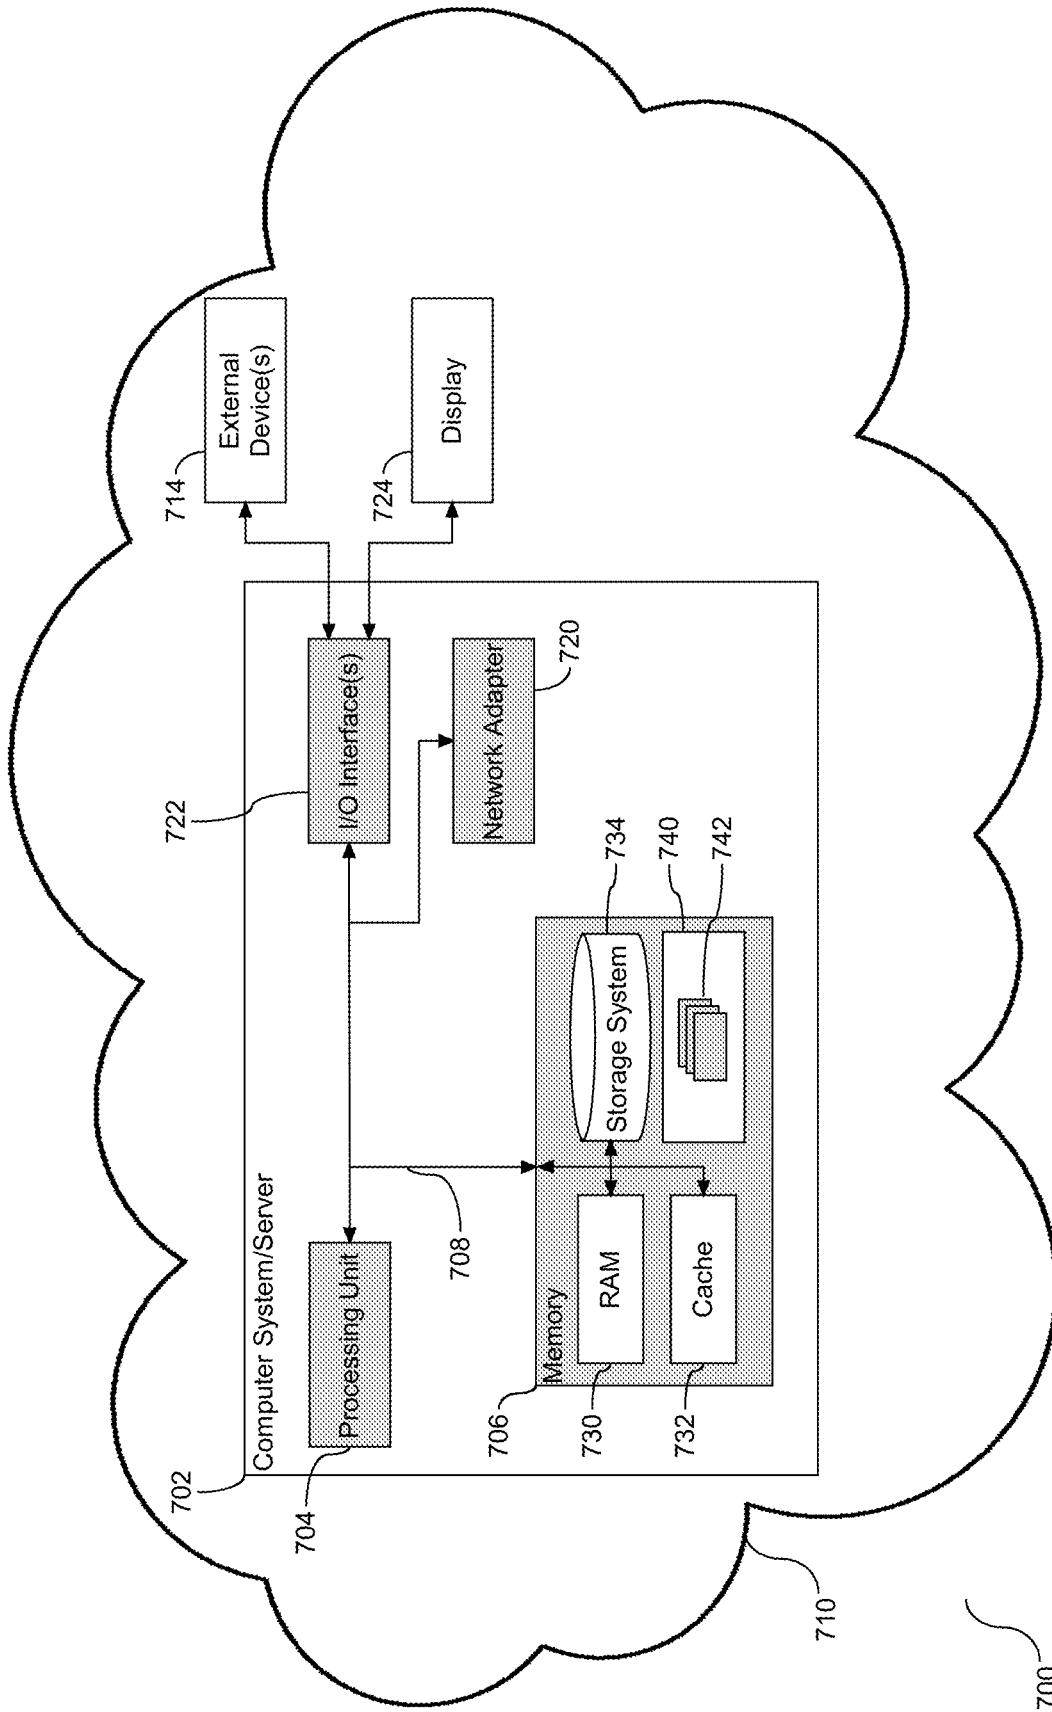 702
Computer System/Server
704
Processing Unit
708
722
I/O Interface(s)
714
External
Device(s)
724
Display
Network Adapter
720
706
Memory
730
RAM
732
Cache
Storage System
734
740
742
710
700